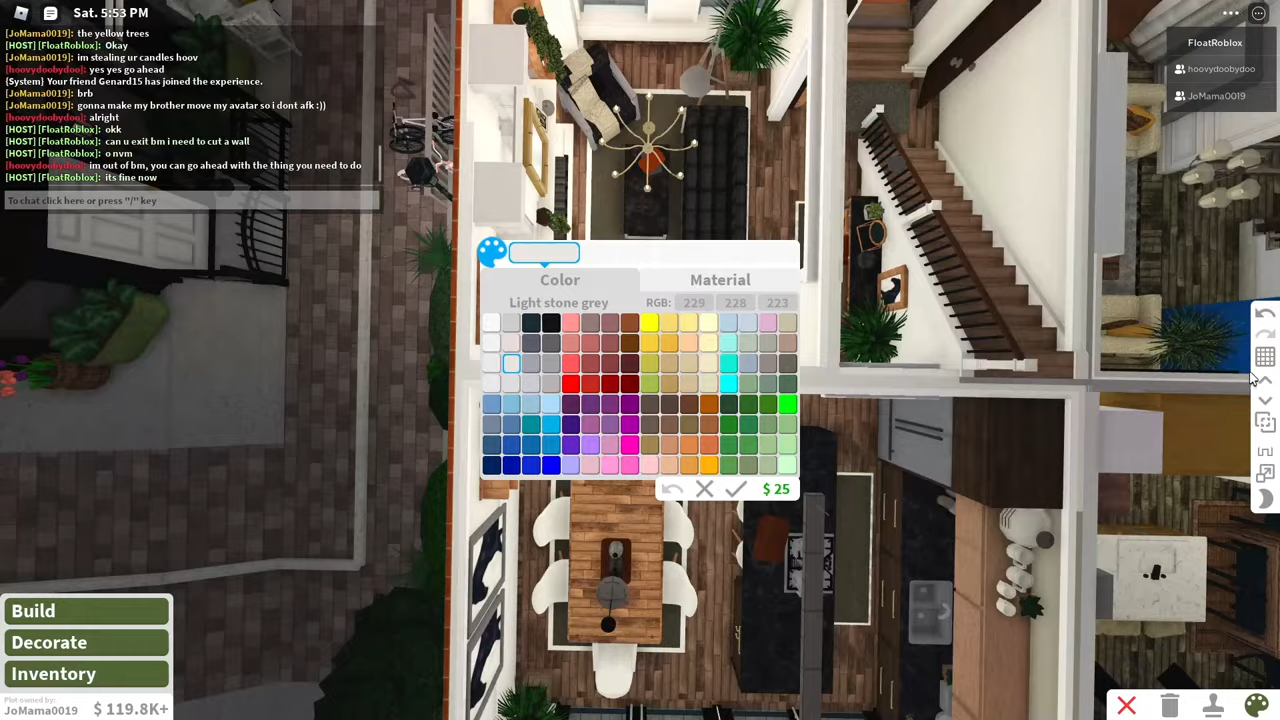 Sat. 5:53 PM
[JoMama0019]: the yellow trees
[HOST] [FloatRoblox]: Okay
[JoMama0019]: im stealing ur candles hoov
[hoovydoobydoo]: yes yes go ahead
{System} Your friend Genard15 has joined the experience.
[JoMama0019]: brb
[JoMama0019]: gonna make my brother move my avatar so i dont afk :))
[hoovydoobydoo]: alright
[HOST] [FloatRoblox]: okk
[HOST] [FloatRoblox]: can u exit bm i need to cut a wall
[HOST] [FloatRoblox]: o nvm
[hoovydoobydoo]: im out of bm, you can go ahead with the thing you need to do
[HOST] [FloatRoblox]: its fine now
To chat click here or press "/" key
FloatRoblox
hoovydoobydoo
JoMama0019
Color
Material
Light stone grey
RGB: 229 228 223
$ 25
Build
Decorate
Inventory
Plot owned by:
JoMama0019
$ 119.8K+